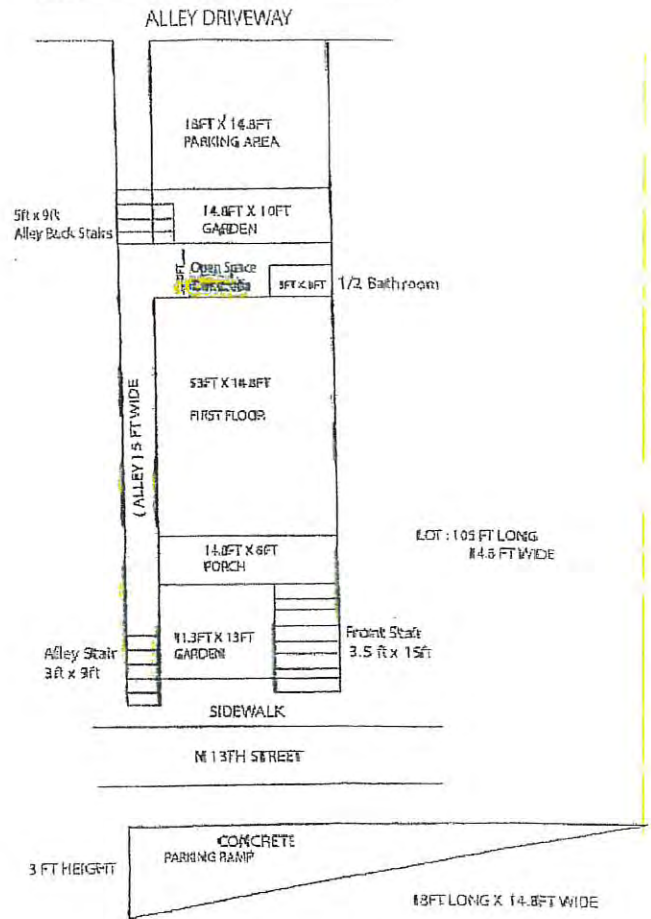 ALLEY DRIVEWAY
18FT X 14.8FT
PARKING AREA
5ft x 9ft
Alley Back Stairs
14.8FT X 10FT
GARDEN
Open Space
1/2 Bathroom
53FT X 14.8FT
FIRST FLOOR
(ALLEY) 5 FT WIDE
14.8FT X 6FT
PORCH
LOT : 105 FT LONG
14.8 FT WIDE
11.3FT X 13FT
GARDEN
Alley Stair
3ft x 9ft
Front Stair
3.5 ft x 15ft
SIDEWALK
N 13TH STREET
3 FT HEIGHT
CONCRETE
PARKING RAMP
18FT LONG X 14.8FT WIDE